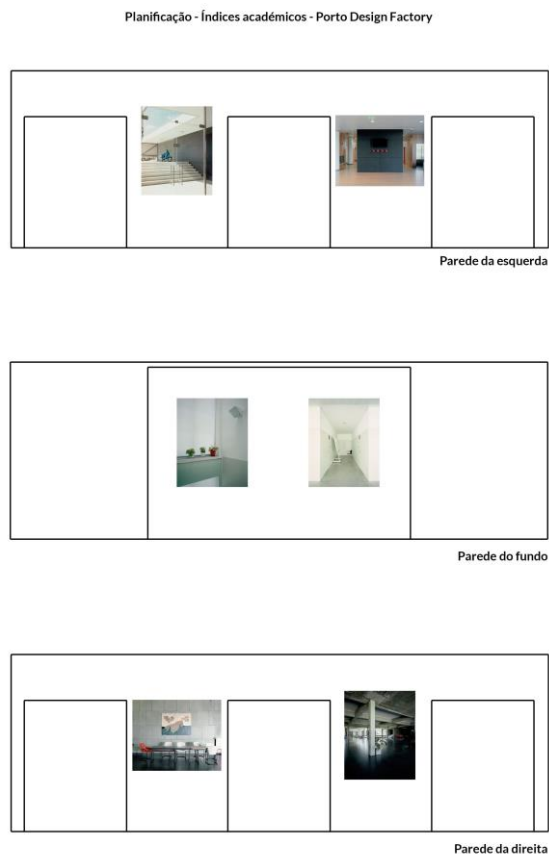 Planificação - Índices académicos - Porto Design Factory
Parede da esquerda
Parede do fundo
Parede da direita